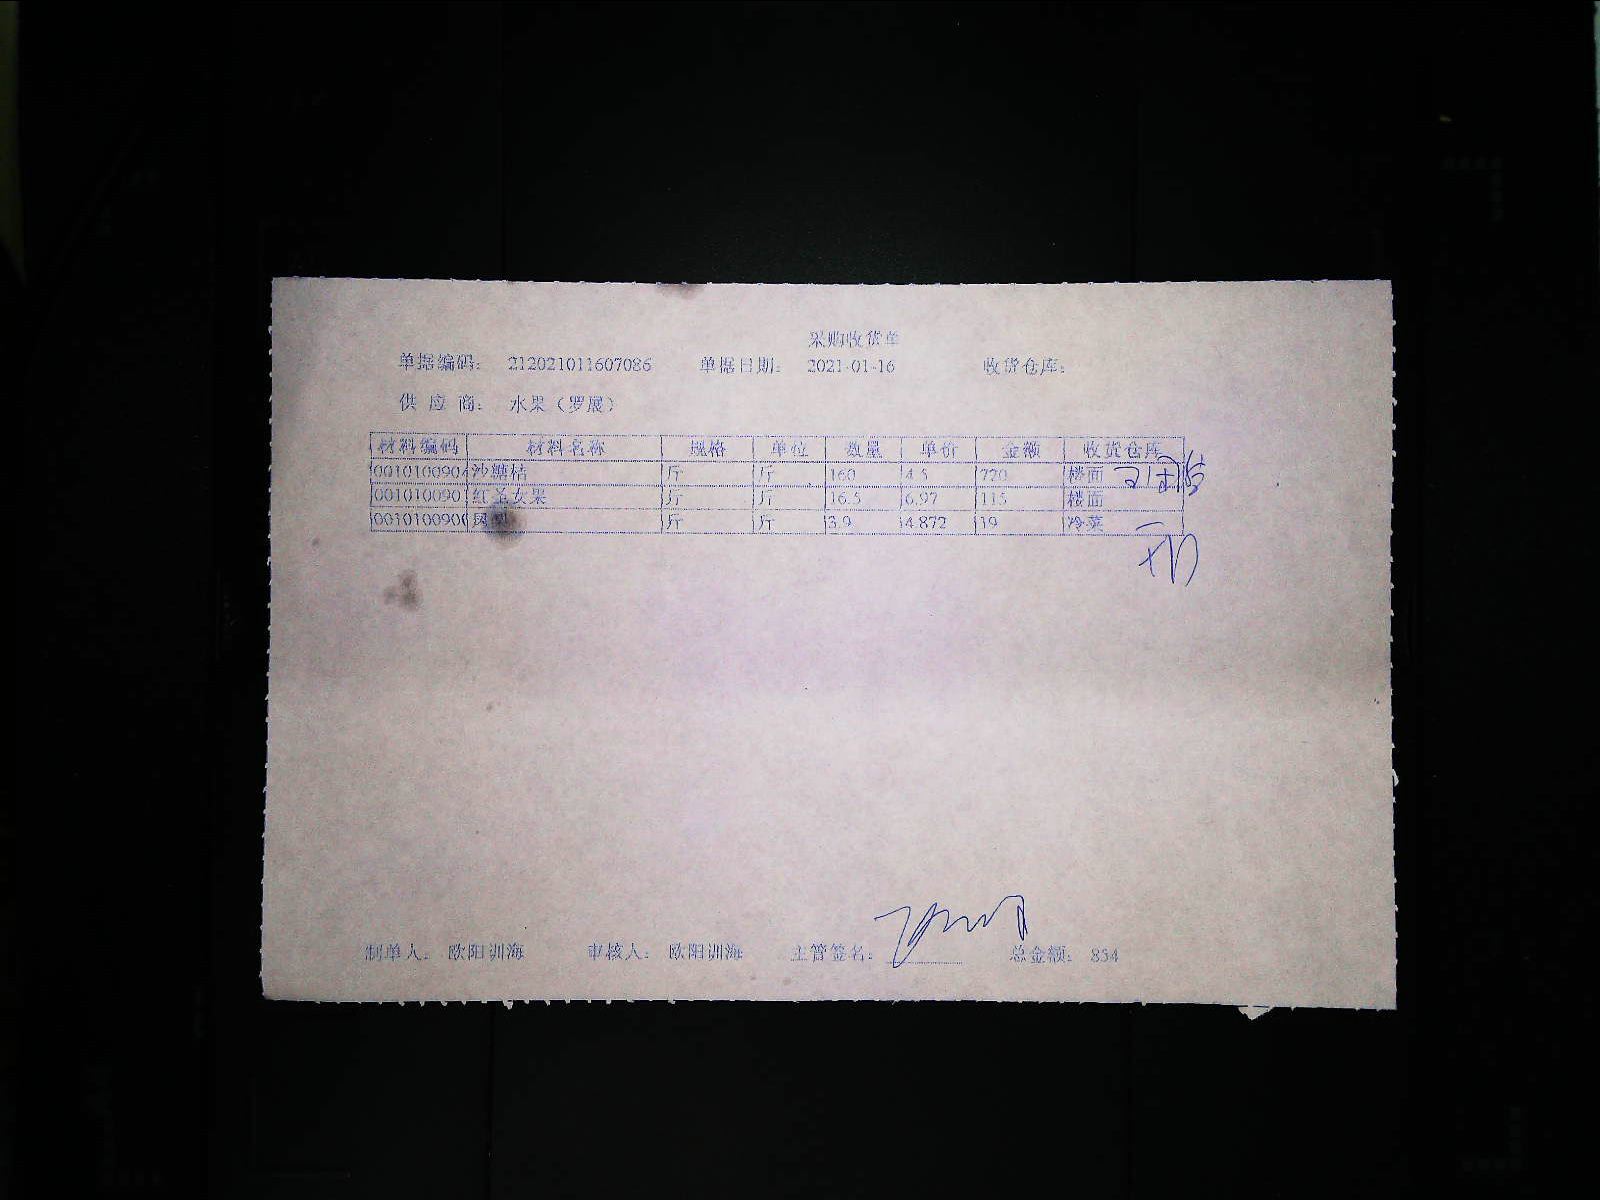 采购收货单
单据编码: 212021011607086 单据日期: 2021-01-16 收货仓库:
供 应 商: 水果（罗展）
材料编码 材料名称 规格 单位 数量 单价 金额 收货仓库
001010090 沙糖桔 斤 斤 160 4.5 720 楼面
001010090 红圣女果 斤 斤 16.5 6.97 115 楼面
001010090 斤 斤 3.9 4.872 19 冷菜
制单人: 欧阳训海 审核人: 欧阳训海 主管签名: 总金额: 854